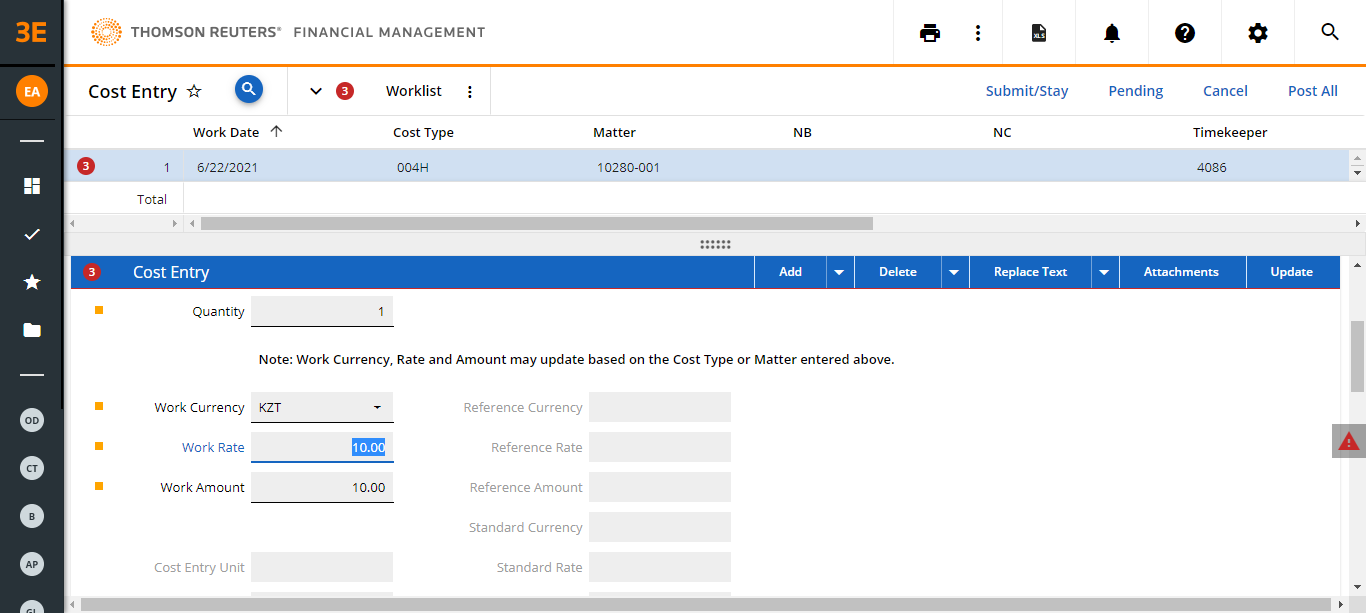 3E
THOMSON REUTERS® FINANCIAL MANAGEMENT
XLS
EA
Cost Entry
3
Worklist
Submit/Stay
Pending
Cancel
Post All
Work Date
Cost Type
Matter
NB
NC
Timekeeper
3
1
6/22/2021
004H
10280-001
4086
Total
3
Cost Entry
Add
Delete
Replace Text
Attachments
Update
Quantity
1
Note: Work Currency, Rate and Amount may update based on the Cost Type or Matter entered above.
Work Currency
KZT
Reference Currency
Work Rate
10.00
Reference Rate
Work Amount
10.00
Reference Amount
Standard Currency
Cost Entry Unit
Standard Rate
OD
CT
B
AP
GL